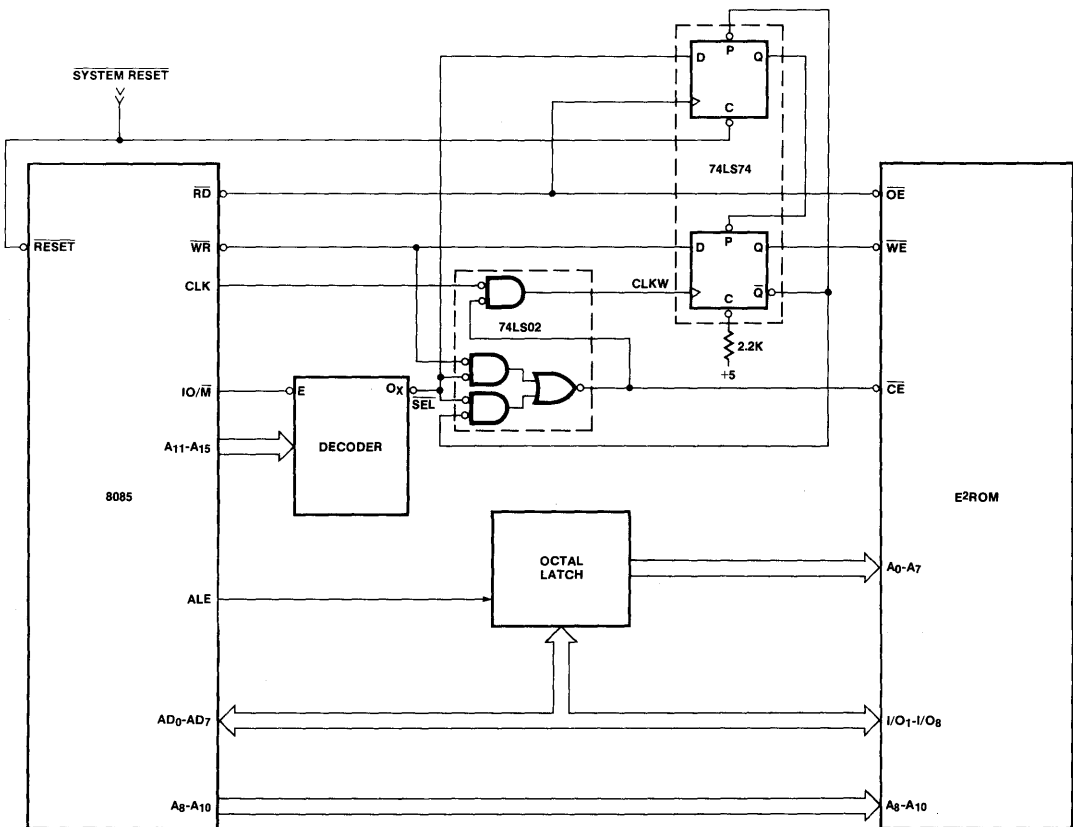 SYSTEM RESET
P
D
Q
C
74LS74
RD
OE
RESET
WR
P
D
Q
WE
CLK
CLKW
Q
C
74LS02
2.2K
+5
IO/M
E
OX
SEL
CE
A11-A15
DECODER
8085
E2ROM
OCTAL
LATCH
A0-A7
ALE
AD0-AD7
I/O1-I/O8
A8-A10
A8-A10